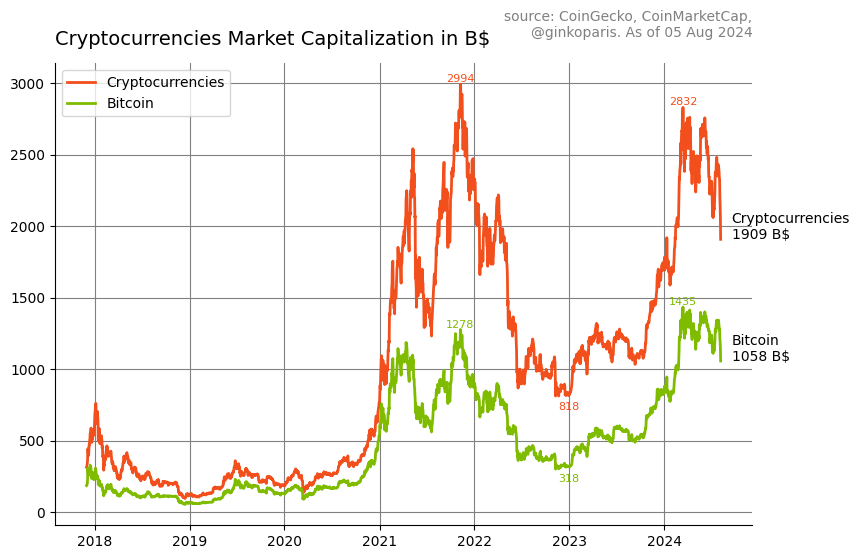 source: CoinGecko, CoinMarketCap,
@ginkoparis. As of 05 Aug 2024
Cryptocurrencies Market Capitalization in B$
Cryptocurrencies
Bitcoin
3000
2500
2000
1500
1000
500
0
2994
2832
1278
1435
818
318
Cryptocurrencies
1909 B$
Bitcoin
1058 B$
2018 2019 2020 2021 2022 2023 2024